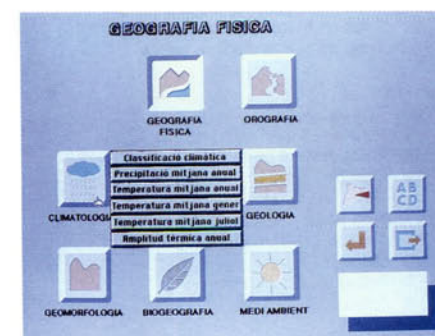 GEOGRAFIA FISICA
GEOGRAFIA
FISICA
OROGRAFIA
Classificació climàtica
Precipitació mitjana anual
Temperatura mitjana anual
Temperatura mitjana gener
Temperatura mitjana juliol
Amplitud tèrmica anual
CLIMATOLOGIA
GEOLOGIA
AB
CD
GEOMORFOLOGIA
BIOGEOGRAFIA
MEDI AMBIENT